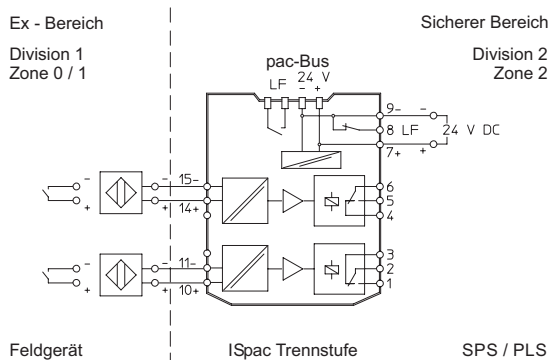 Ex - Bereich
Sicherer Bereich
Division 1
Zone 0 / 1
Division 2
Zone 2
pac-Bus
LF 24 V
- +
9- -
8 LF 24 V DC
7+ +
- - 15-
+ + 14+
6
5
4
- - 11-
+ + 10+
3
2
1
Feldgerät
ISpac Trennstufe
SPS / PLS